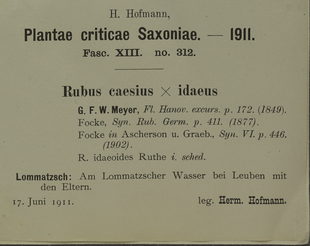 H. Hofmann,
Plantae criticae Saxoniae. — 1911.
Fasc. XIII. no. 312.
Rubus caesius × idaeus
G. F. W. Meyer, Fl. Hanov. excurs. p. 172. (1849).
Focke, Syn. Rub. Germ. p. 411. (1877).
Focke in Ascherson u. Graeb., Syn. VI. p. 446.
(1902).
R. idaeoides Ruthe i. sched.
Lommatzsch: Am Lommatzscher Wasser bei Leuben mit
den Eltern.
17. Juni 1911. leg. Herm. Hofmann.